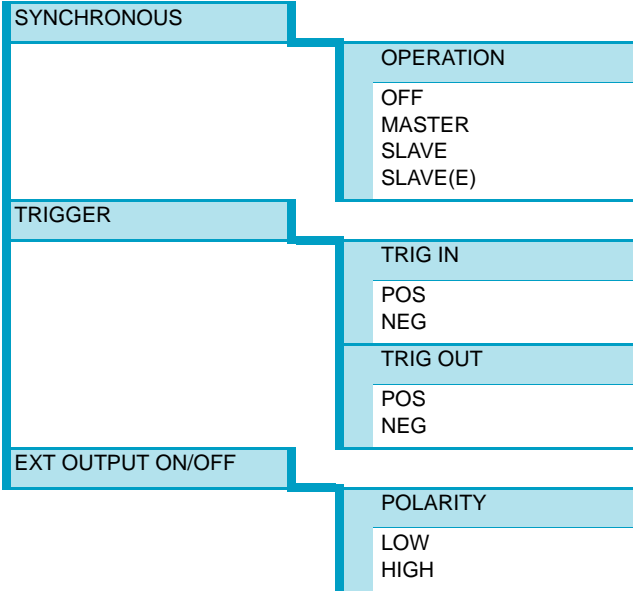 SYNCHRONOUS
OPERATION
OFF
MASTER
SLAVE
SLAVE(E)
TRIGGER
TRIG IN
POS
NEG
TRIG OUT
POS
NEG
EXT OUTPUT ON/OFF
POLARITY
LOW
HIGH